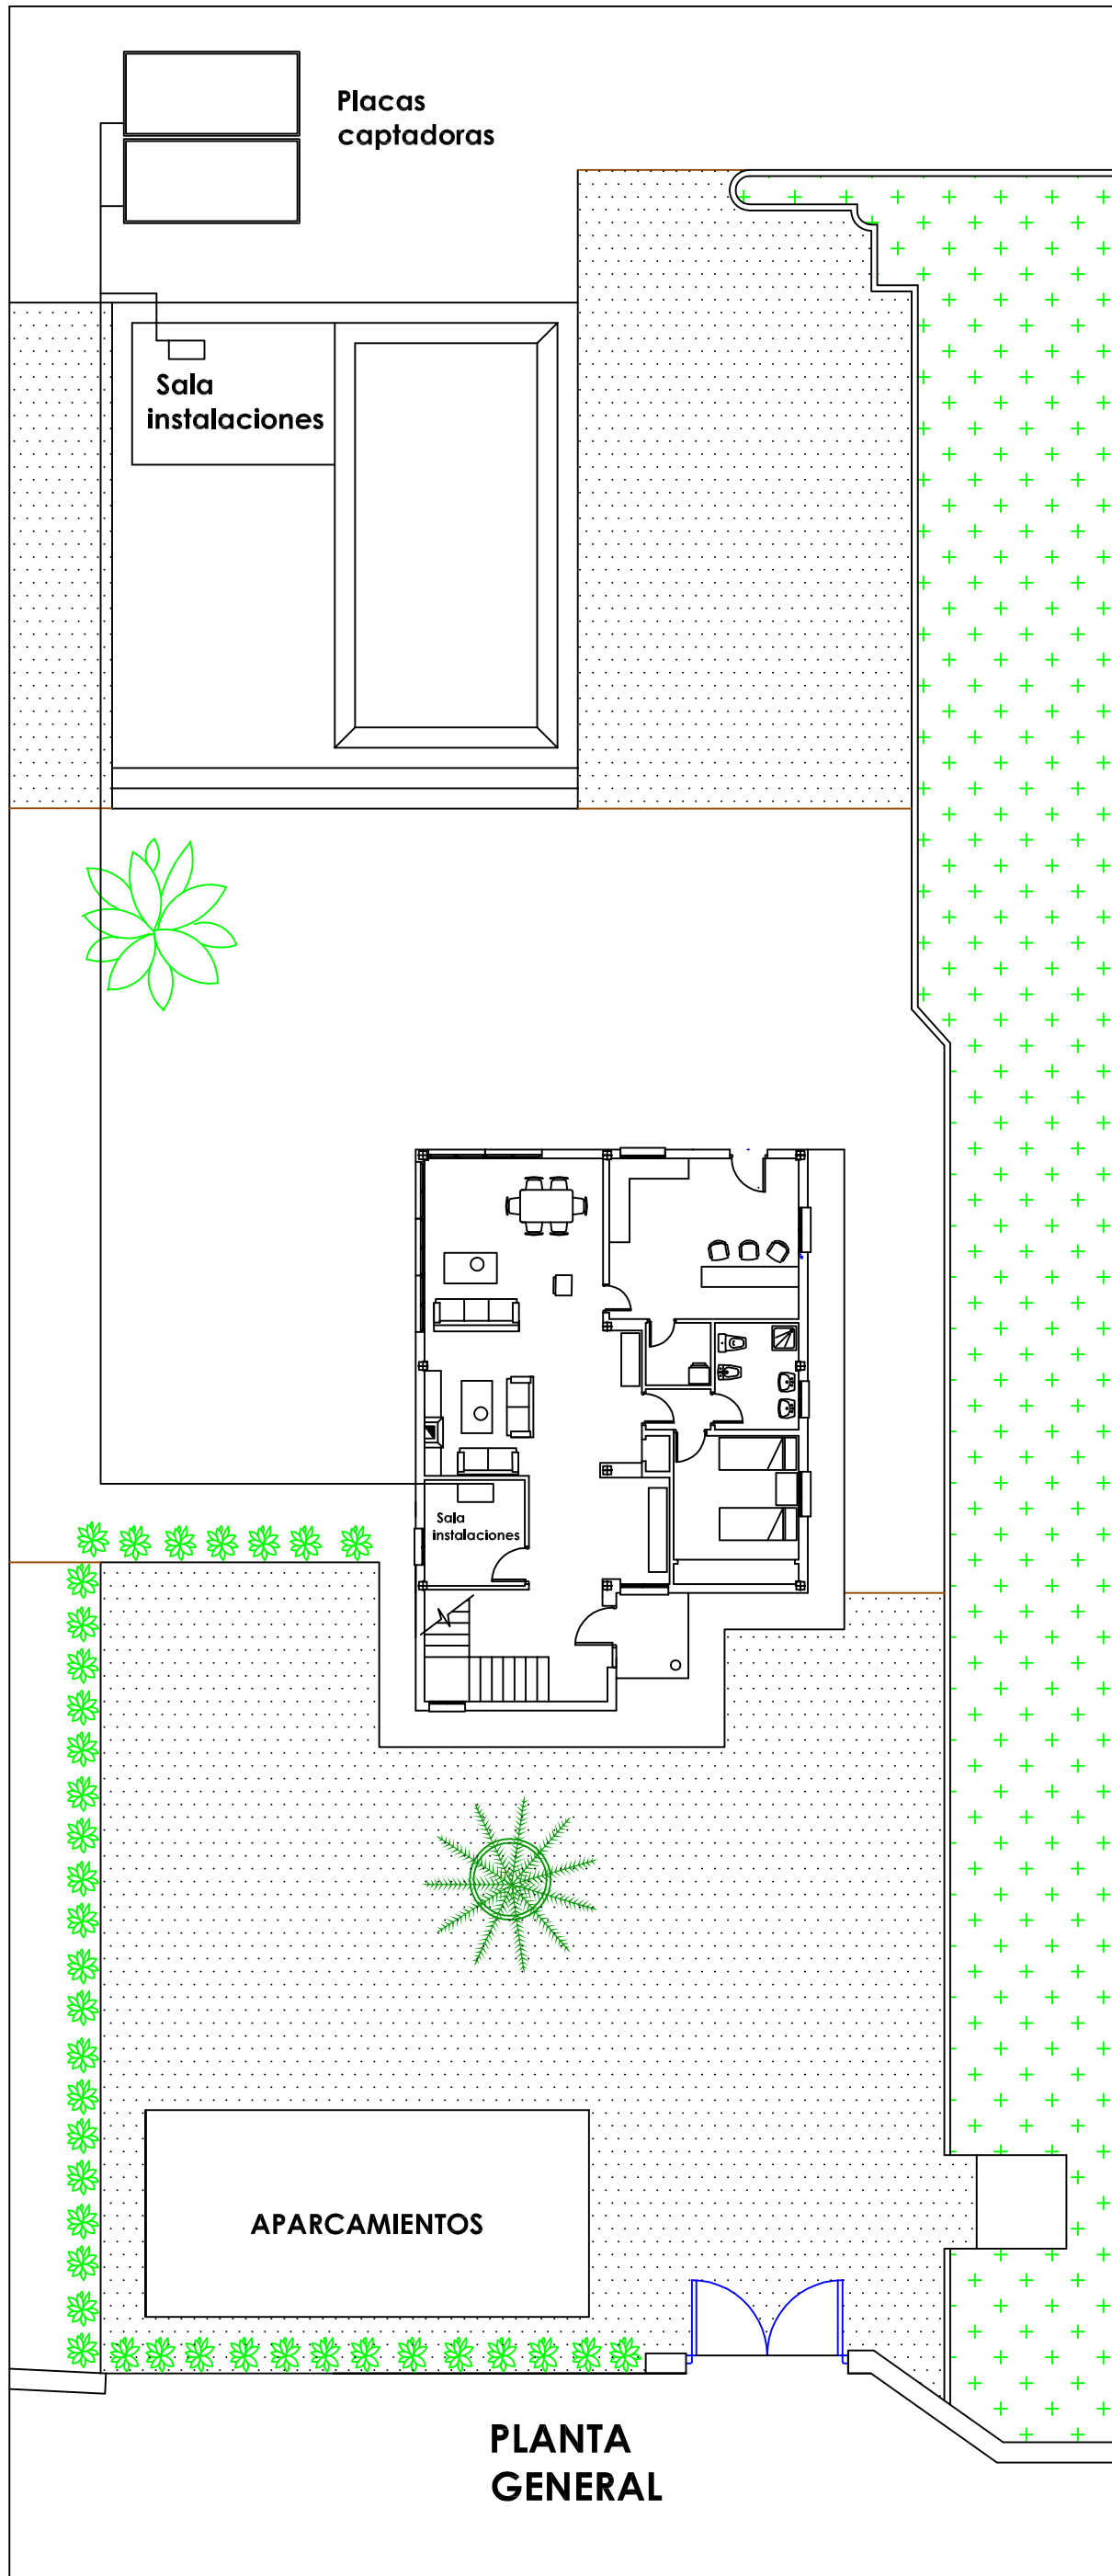 Placas
captadoras
Sala
instalaciones
Sala
instalaciones
APARCAMIENTOS
PLANTA
GENERAL